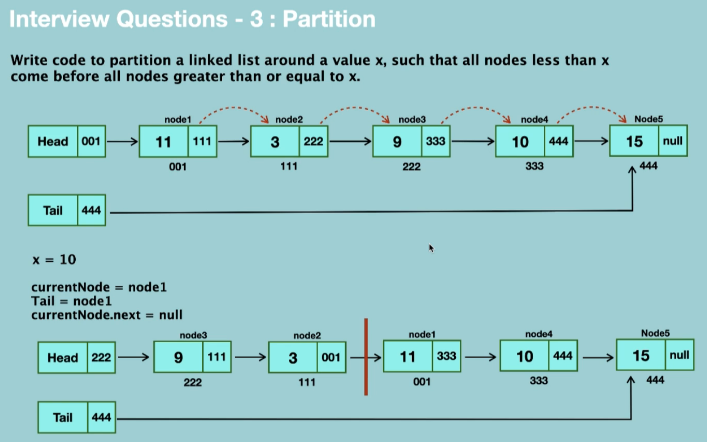 Interview Questions - 3 : Partition
Write code to partition a linked list around a value x, such that all nodes less than x
come before all nodes greater than or equal to x.
node1 node2 node3 node4 Node5
Head 001 11 111 3 222 9 333 10 444 15 null
001 111 222 333 444
Tail 444
x = 10
currentNode = node1
Tail = node1
currentNode.next = null
node3 node2 node1 node4 Node5
Head 222 9 111 3 001 11 333 10 444 15 null
222 111 001 333 444
Tail 444